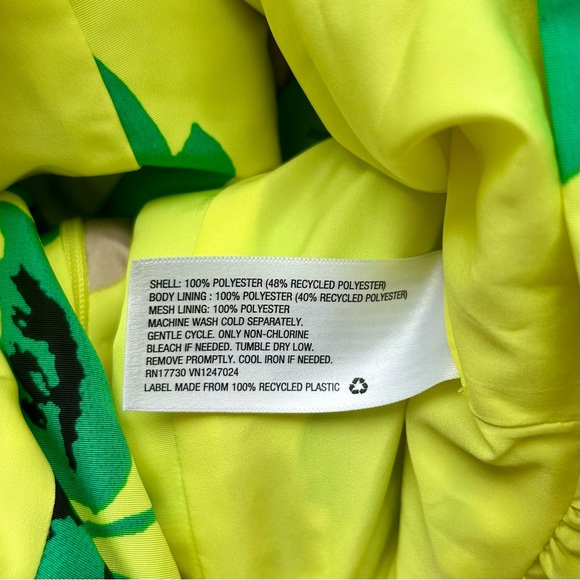 SHELL: 100% POLYESTER (48% RECYCLED POLYESTER)
BODY LINING : 100% POLYESTER (40% RECYCLED POLYESTER)
MESH LINING: 100% POLYESTER
MACHINE WASH COLD SEPARATELY.
GENTLE CYCLE. ONLY NON-CHLORINE
BLEACH IF NEEDED. TUMBLE DRY LOW.
REMOVE PROMPTLY. COOL IRON IF NEEDED.
RN17730 VN1247024
LABEL MADE FROM 100% RECYCLED PLASTIC